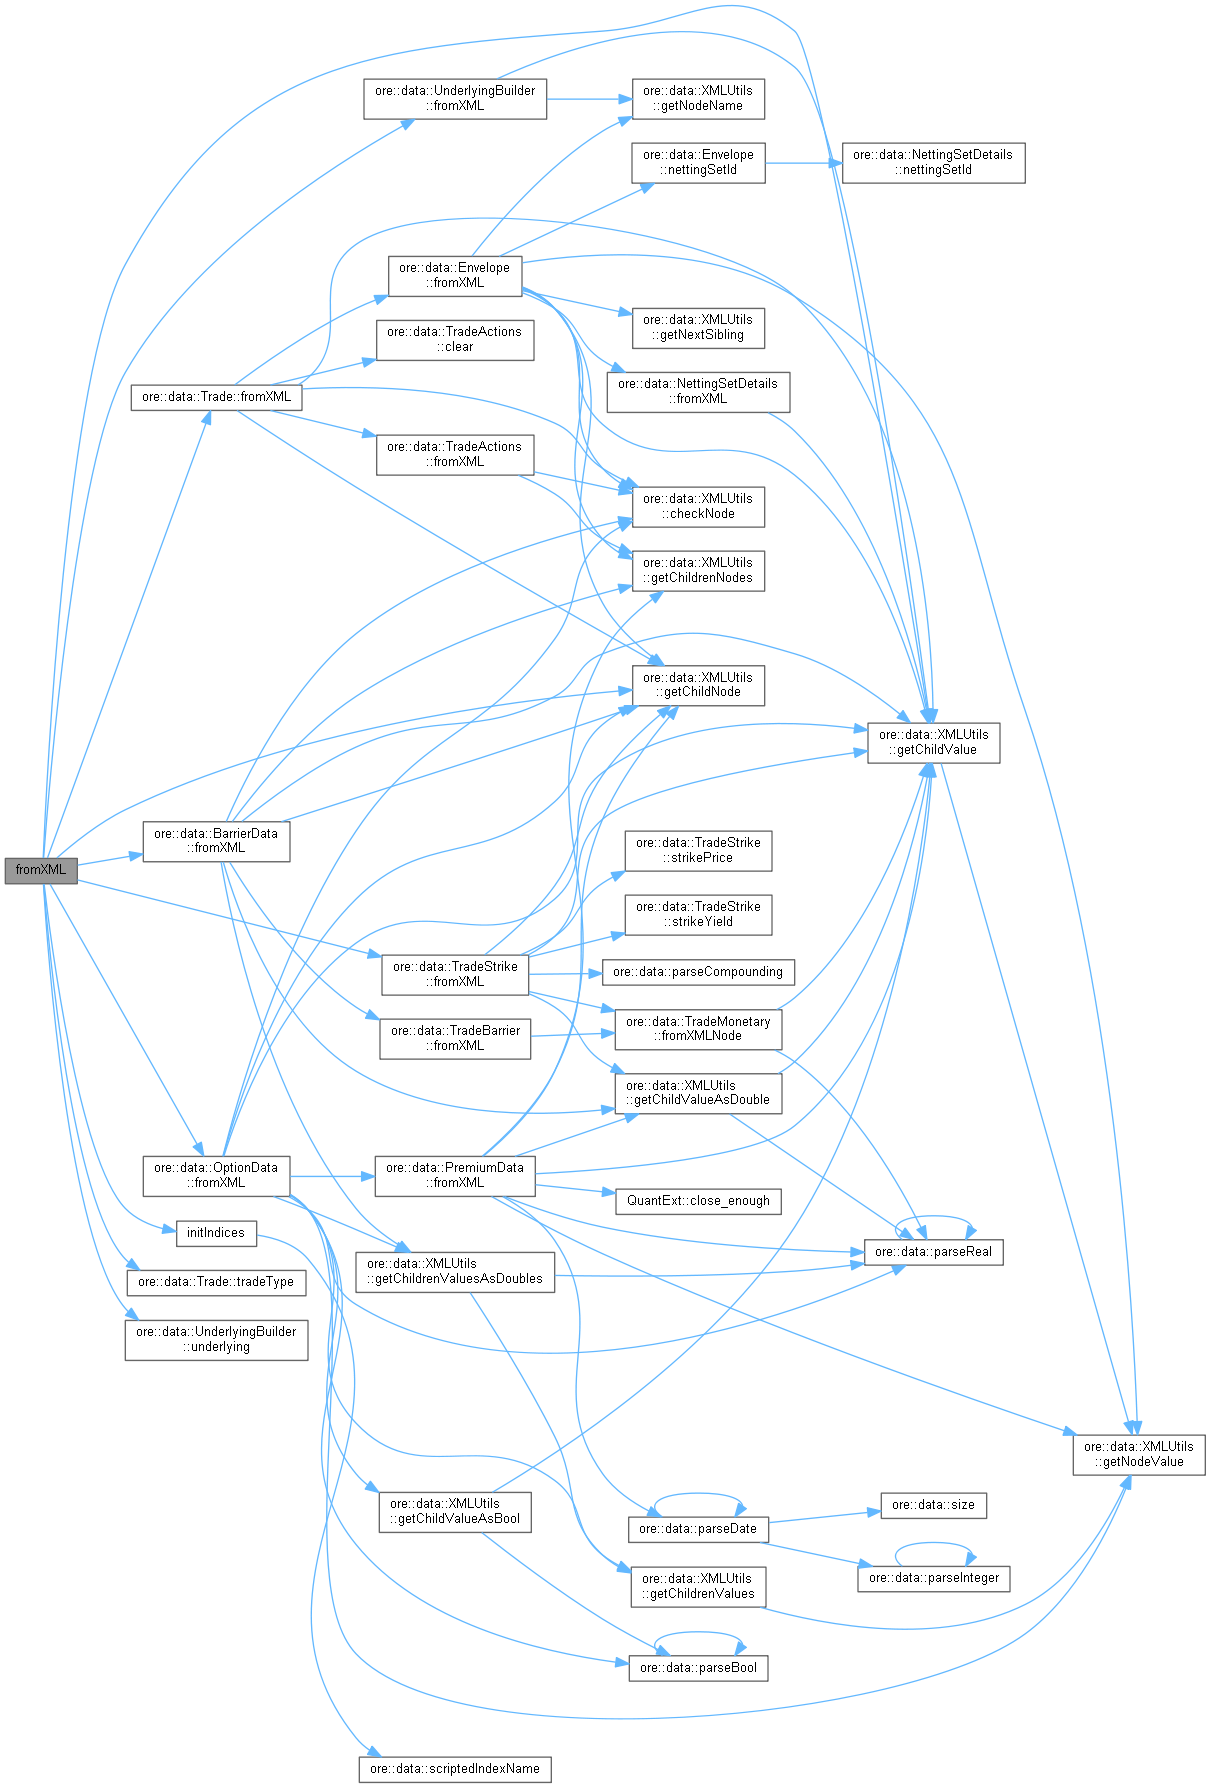 ore::data::UnderlyingBuilder
::fromXML
ore::data::XMLUtils
::getNodeName
ore::data::Envelope
::nettingSetId
ore::data::NettingSetDetails
::nettingSetId
ore::data::Envelope
::fromXML
ore::data::XMLUtils
::getNextSibling
ore::data::TradeActions
::clear
ore::data::NettingSetDetails
::fromXML
ore::data::Trade::fromXML
ore::data::TradeActions
::fromXML
ore::data::XMLUtils
::checkNode
ore::data::XMLUtils
::getChildrenNodes
ore::data::XMLUtils
::getChildNode
ore::data::XMLUtils
::getChildValue
ore::data::BarrierData
::fromXML
ore::data::TradeStrike
::strikePrice
fromXML
ore::data::TradeStrike
::strikeYield
ore::data::TradeStrike
::fromXML
ore::data::parseCompounding
ore::data::TradeBarrier
::fromXML
ore::data::TradeMonetary
::fromXMLNode
ore::data::XMLUtils
::getChildValueAsDouble
ore::data::OptionData
::fromXML
ore::data::PremiumData
::fromXML
QuantExt::close_enough
initIndices
ore::data::parseReal
ore::data::XMLUtils
::getChildrenValuesAsDoubles
ore::data::Trade::tradeType
ore::data::UnderlyingBuilder
::underlying
ore::data::XMLUtils
::getNodeValue
ore::data::XMLUtils
::getChildValueAsBool
ore::data::size
ore::data::parseDate
ore::data::parseInteger
ore::data::XMLUtils
::getChildrenValues
ore::data::parseBool
ore::data::scriptedIndexName